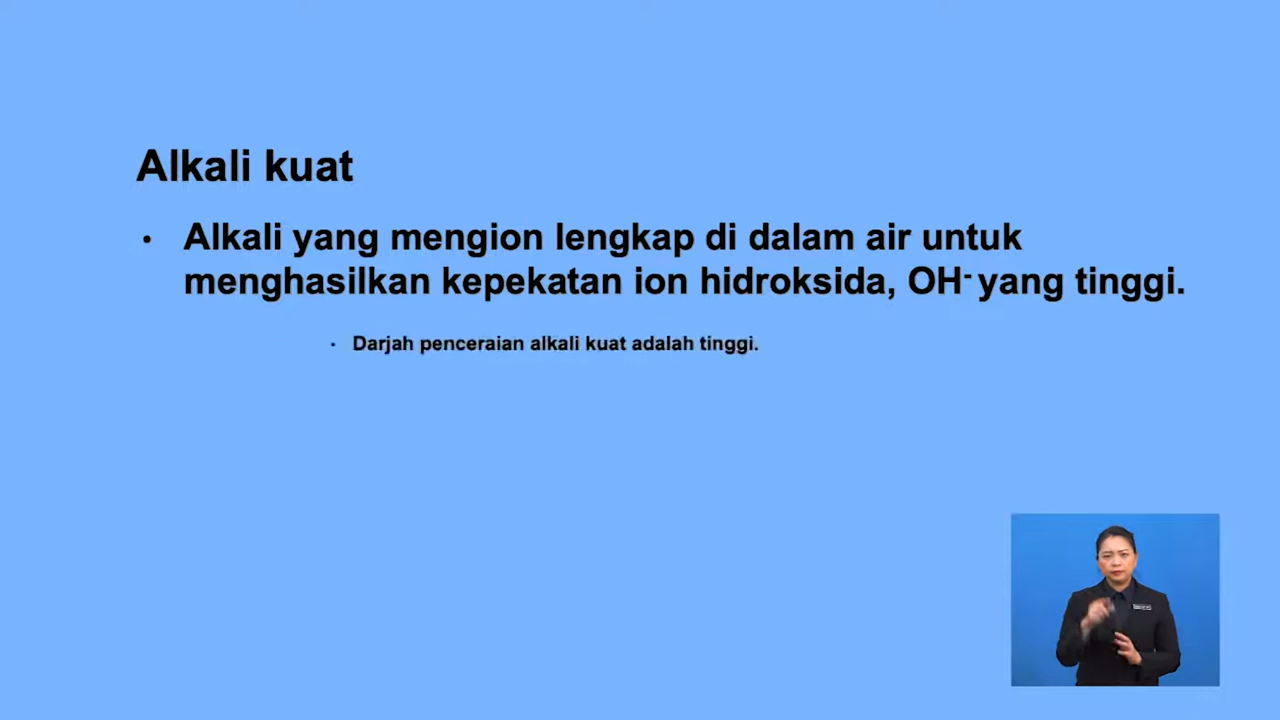 Alkali kuat
• Alkali yang mengion lengkap di dalam air untuk
menghasilkan kepekatan ion hidroksida, OH⁻ yang tinggi.
• Darjah penceraian alkali kuat adalah tinggi.